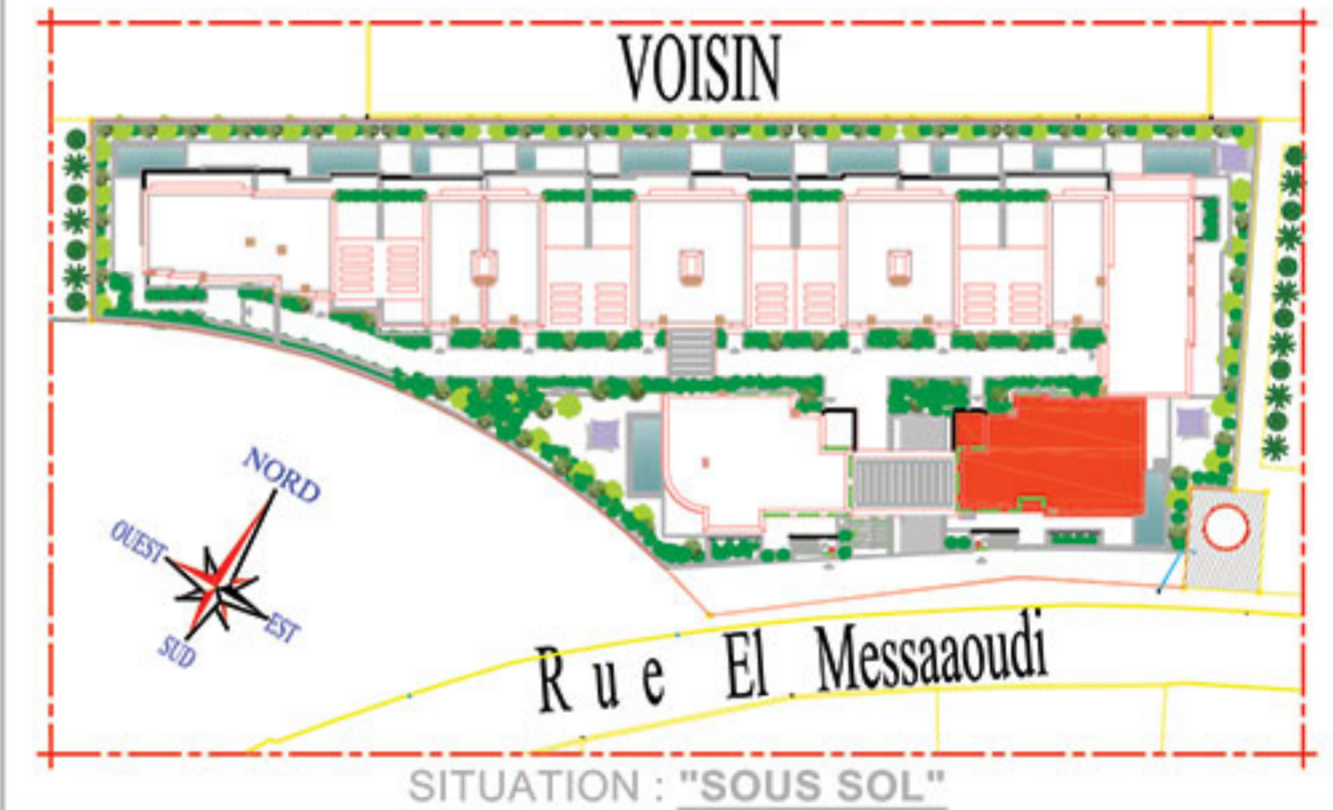 VOISIN
NORD
OUEST
EST
SUD
Rue El Messaaoudi
SITUATION : "SOUS SOL"